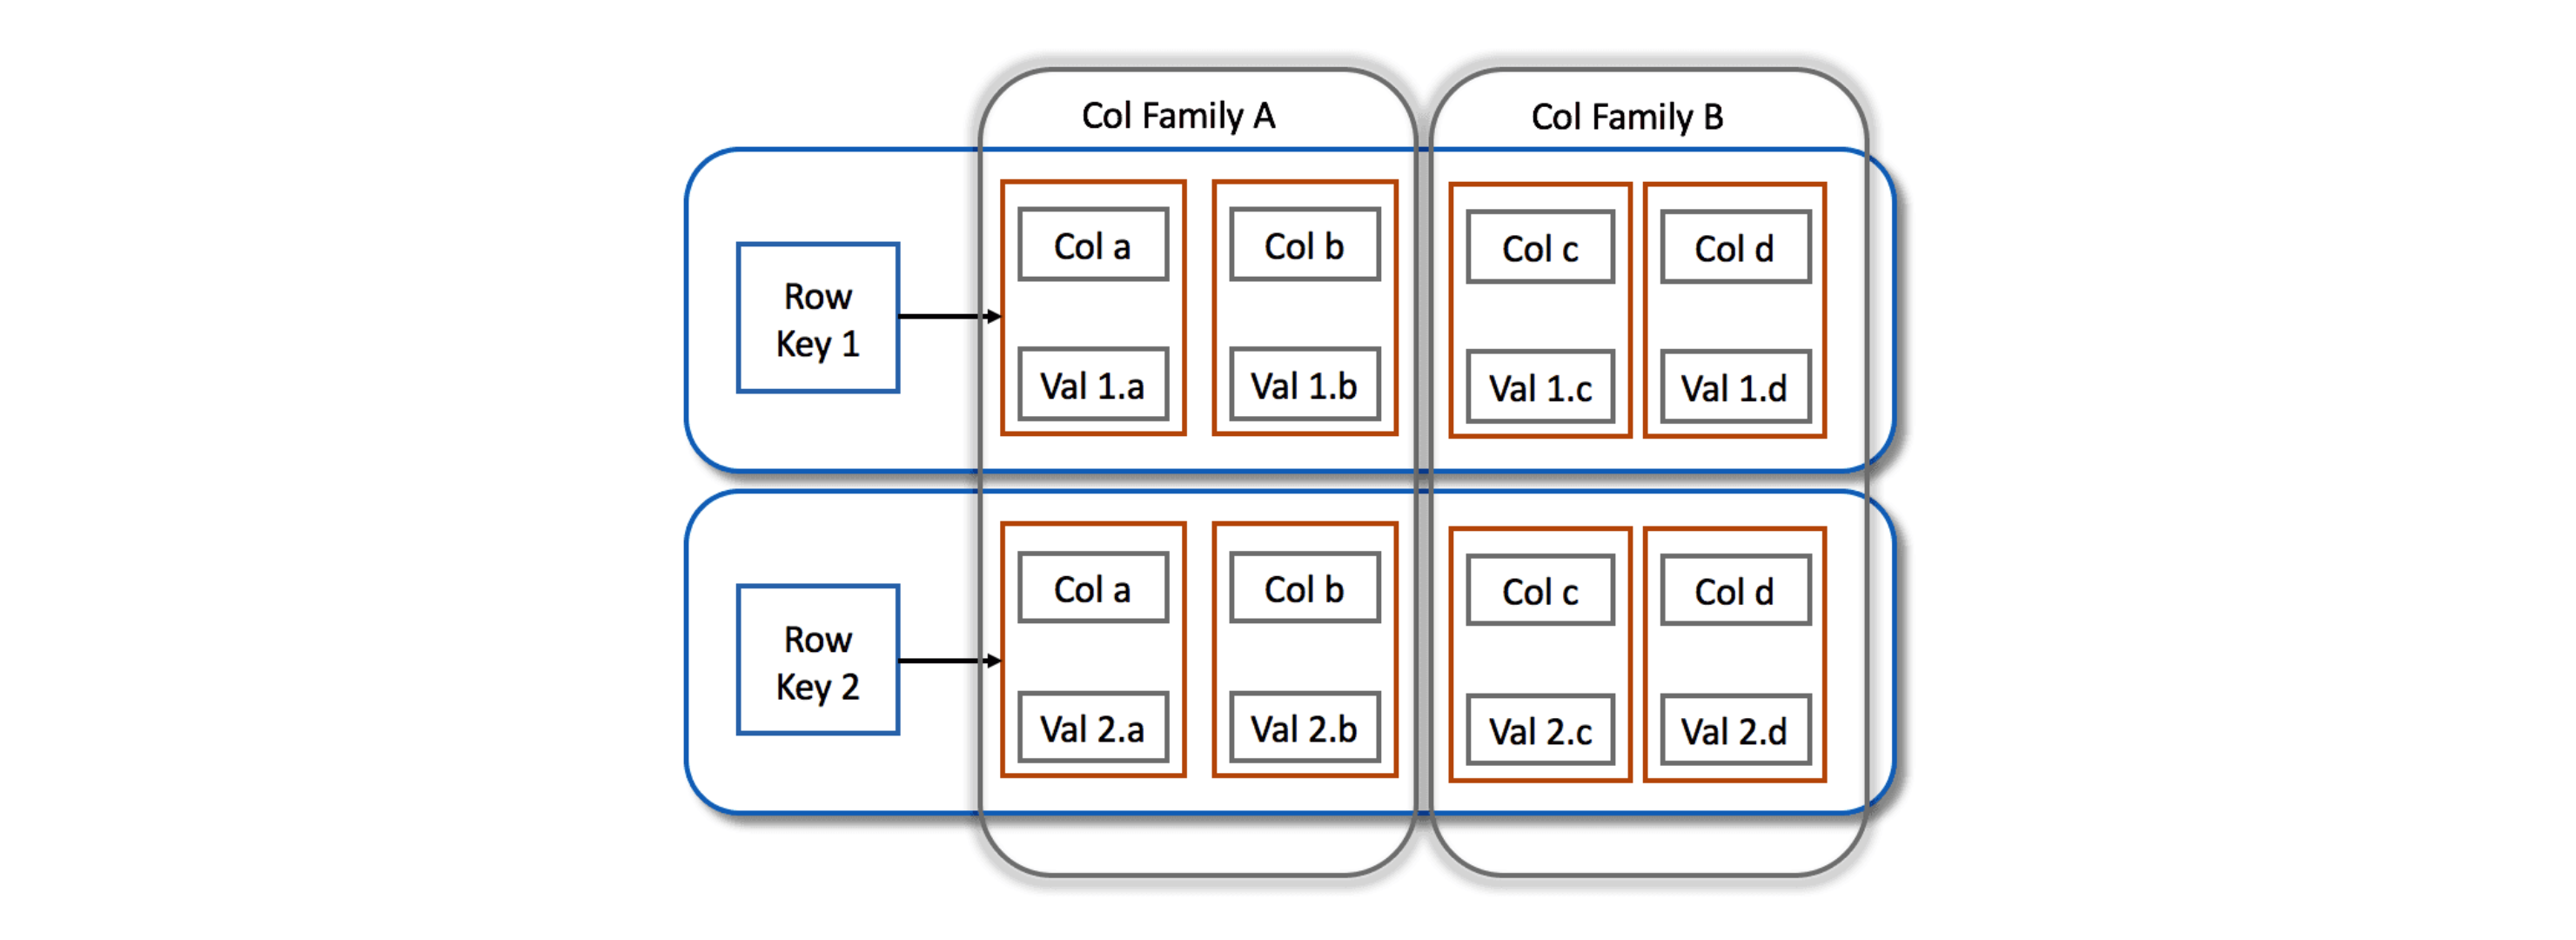 Col Family A
Col Family B
Row
Key 1
Col a
Col b
Col c
Col d
Val 1.a
Val 1.b
Val 1.c
Val 1.d
Row
Key 2
Col a
Col b
Col c
Col d
Val 2.a
Val 2.b
Val 2.c
Val 2.d